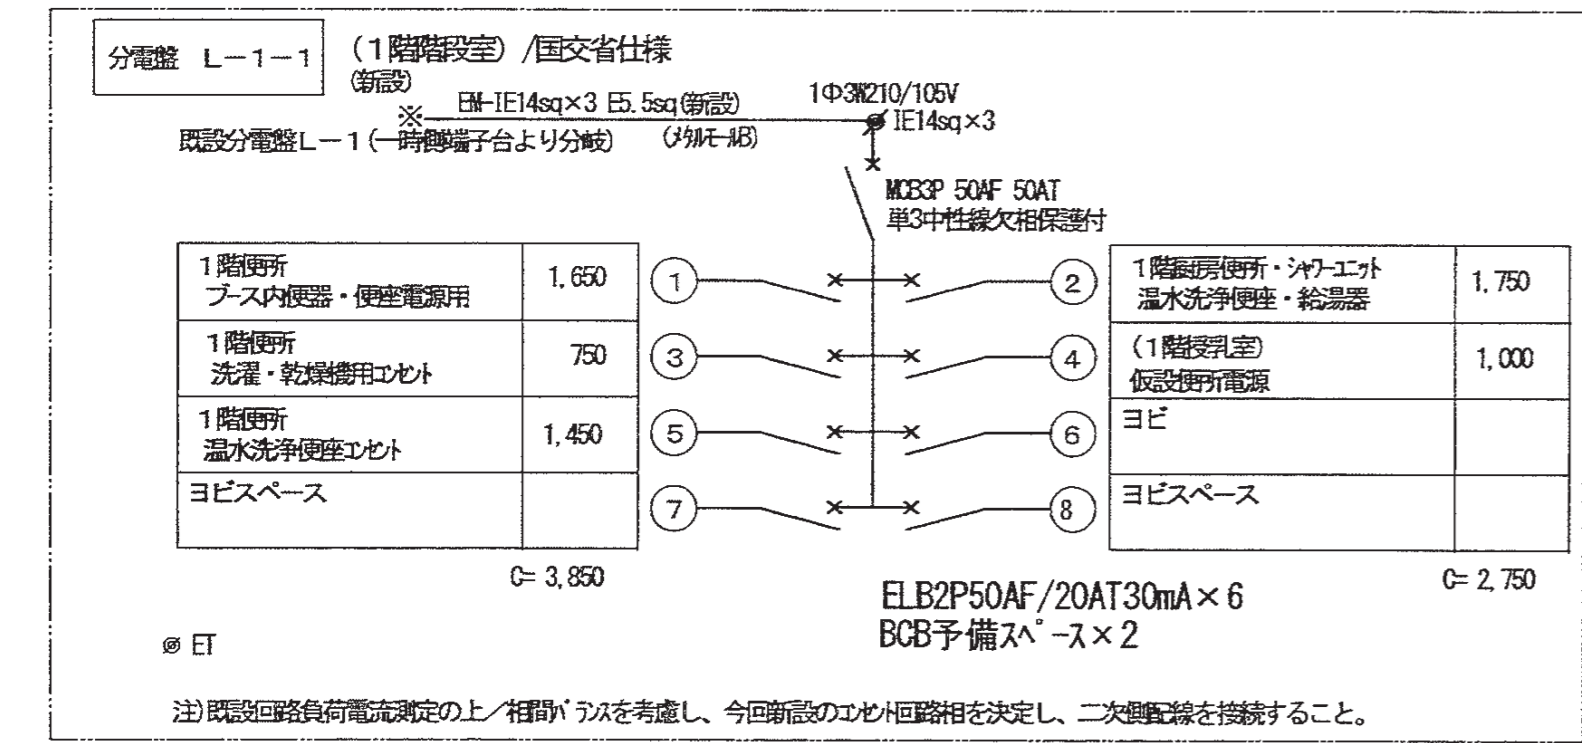 分電盤 L－1－1
(1階階段室) /国交省仕様
(新設)
※ EM-IE14sq×3 E5.5sq(新設)
1Φ3W210/105V
IE14sq×3
既設分電盤L－1(一時側端子台より分岐) (メタルモールB)
MCB3P 50AF 50AT
単3中性線欠相保護付
1階便所
ブース内便器・便座電源用
1,650
①
②
1階厨房便所・シャワーユニット
温水洗浄便座・給湯器
1,750
1階便所
洗濯・乾燥機用コンセント
750
③
④
(1階授乳室)
仮設便所電源
1,000
1階便所
温水洗浄便座コンセント
1,450
⑤
⑥
ヨビ
ヨビスペース
⑦
⑧
ヨビスペース
C= 3,850
C= 2,750
ELB2P50AF/20AT30mA×6
BCB予備スペース×2
ET
注)既設回路負荷電流測定の上／相間バランスを考慮し、今回新設のコンセント回路相を決定し、二次側配線を接続すること。